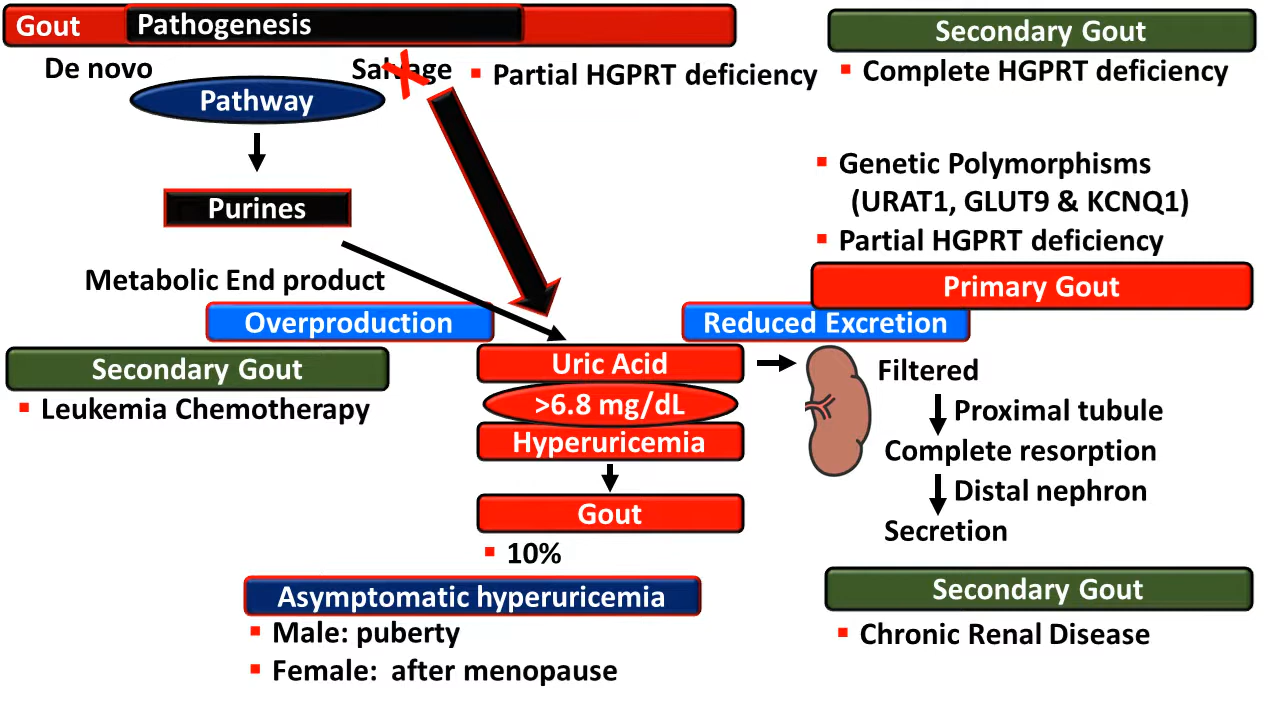 Gout
Pathogenesis
De novo
Salvage
Pathway
Purines
Metabolic End product
▪ Partial HGPRT deficiency
Secondary Gout
▪ Complete HGPRT deficiency
▪ Genetic Polymorphisms
(URAT1, GLUT9 & KCNQ1)
▪ Partial HGPRT deficiency
Primary Gout
Overproduction
Reduced Excretion
Secondary Gout
▪ Leukemia Chemotherapy
Uric Acid
>6.8 mg/dL
Hyperuricemia
Gout
▪ 10%
Asymptomatic hyperuricemia
▪ Male: puberty
▪ Female: after menopause
Filtered
Proximal tubule
Complete resorption
Distal nephron
Secretion
Secondary Gout
▪ Chronic Renal Disease